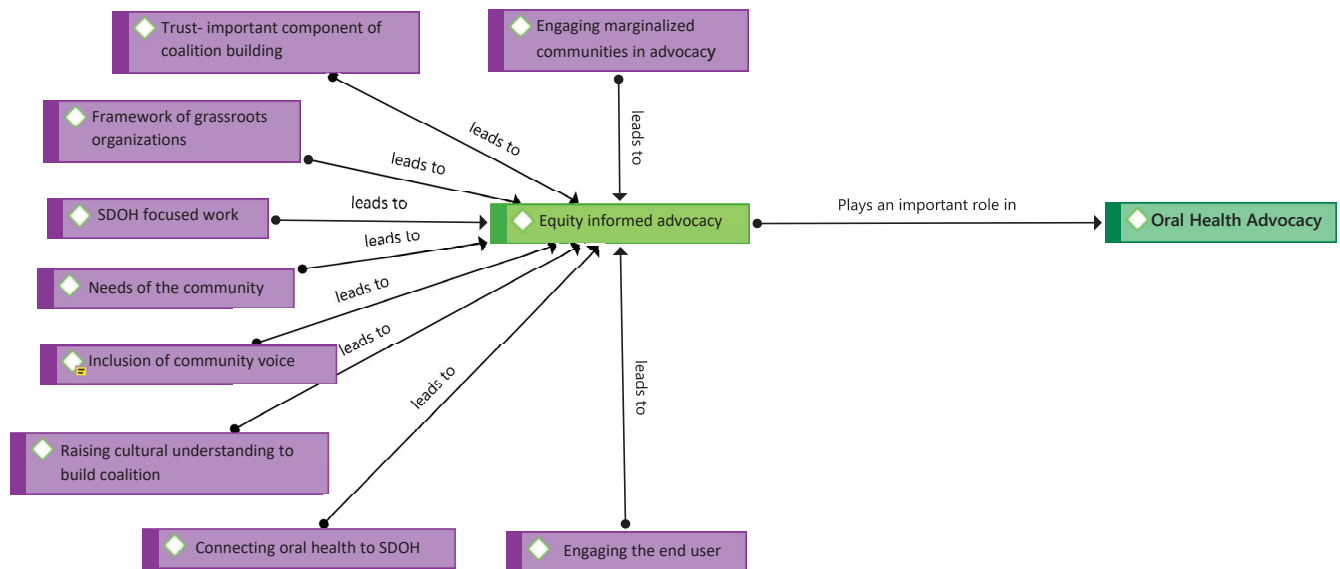 Trust- important component of
coalition building
Engaging marginalized
communities in advocacy
Framework of grassroots
organizations
leads to
leads to
leads to
SDOH focused work
leads to
Equity informed advocacy
Plays an important role in
Oral Health Advocacy
leads to
Needs of the community
leads to
Inclusion of community voice
leads to
leads to
leads to
Raising cultural understanding to
build coalition
Connecting oral health to SDOH
Engaging the end user